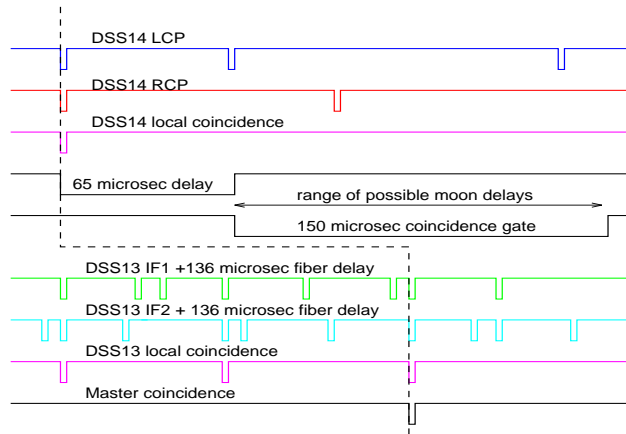 DSS14 LCP
DSS14 RCP
DSS14 local coincidence
65 microsec delay
range of possible moon delays
150 microsec coincidence gate
DSS13 IF1 +136 microsec fiber delay
DSS13 IF2 + 136 microsec fiber delay
DSS13 local coincidence
Master coincidence